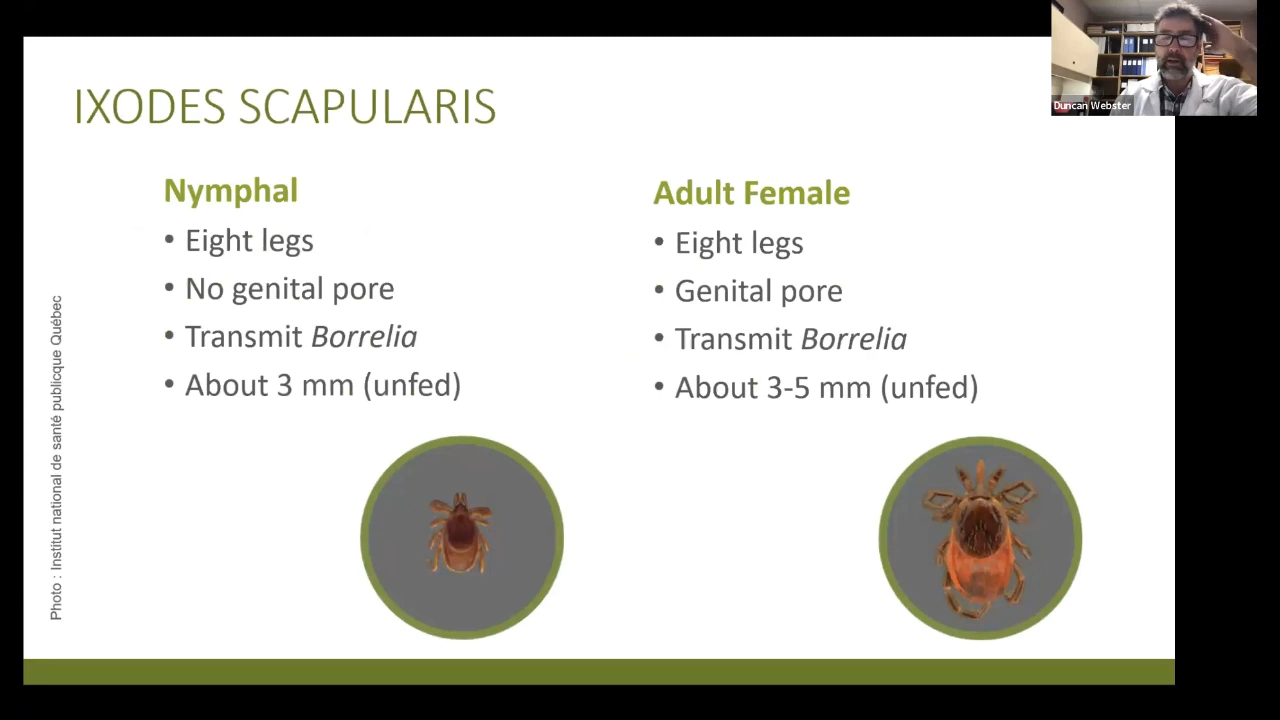 IXODES SCAPULARIS
Nymphal
• Eight legs
• No genital pore
• Transmit Borrelia
• About 3 mm (unfed)
Adult Female
• Eight legs
• Genital pore
• Transmit Borrelia
• About 3-5 mm (unfed)
Photo : Institut national de santé publicque Québec
Duncan Webster